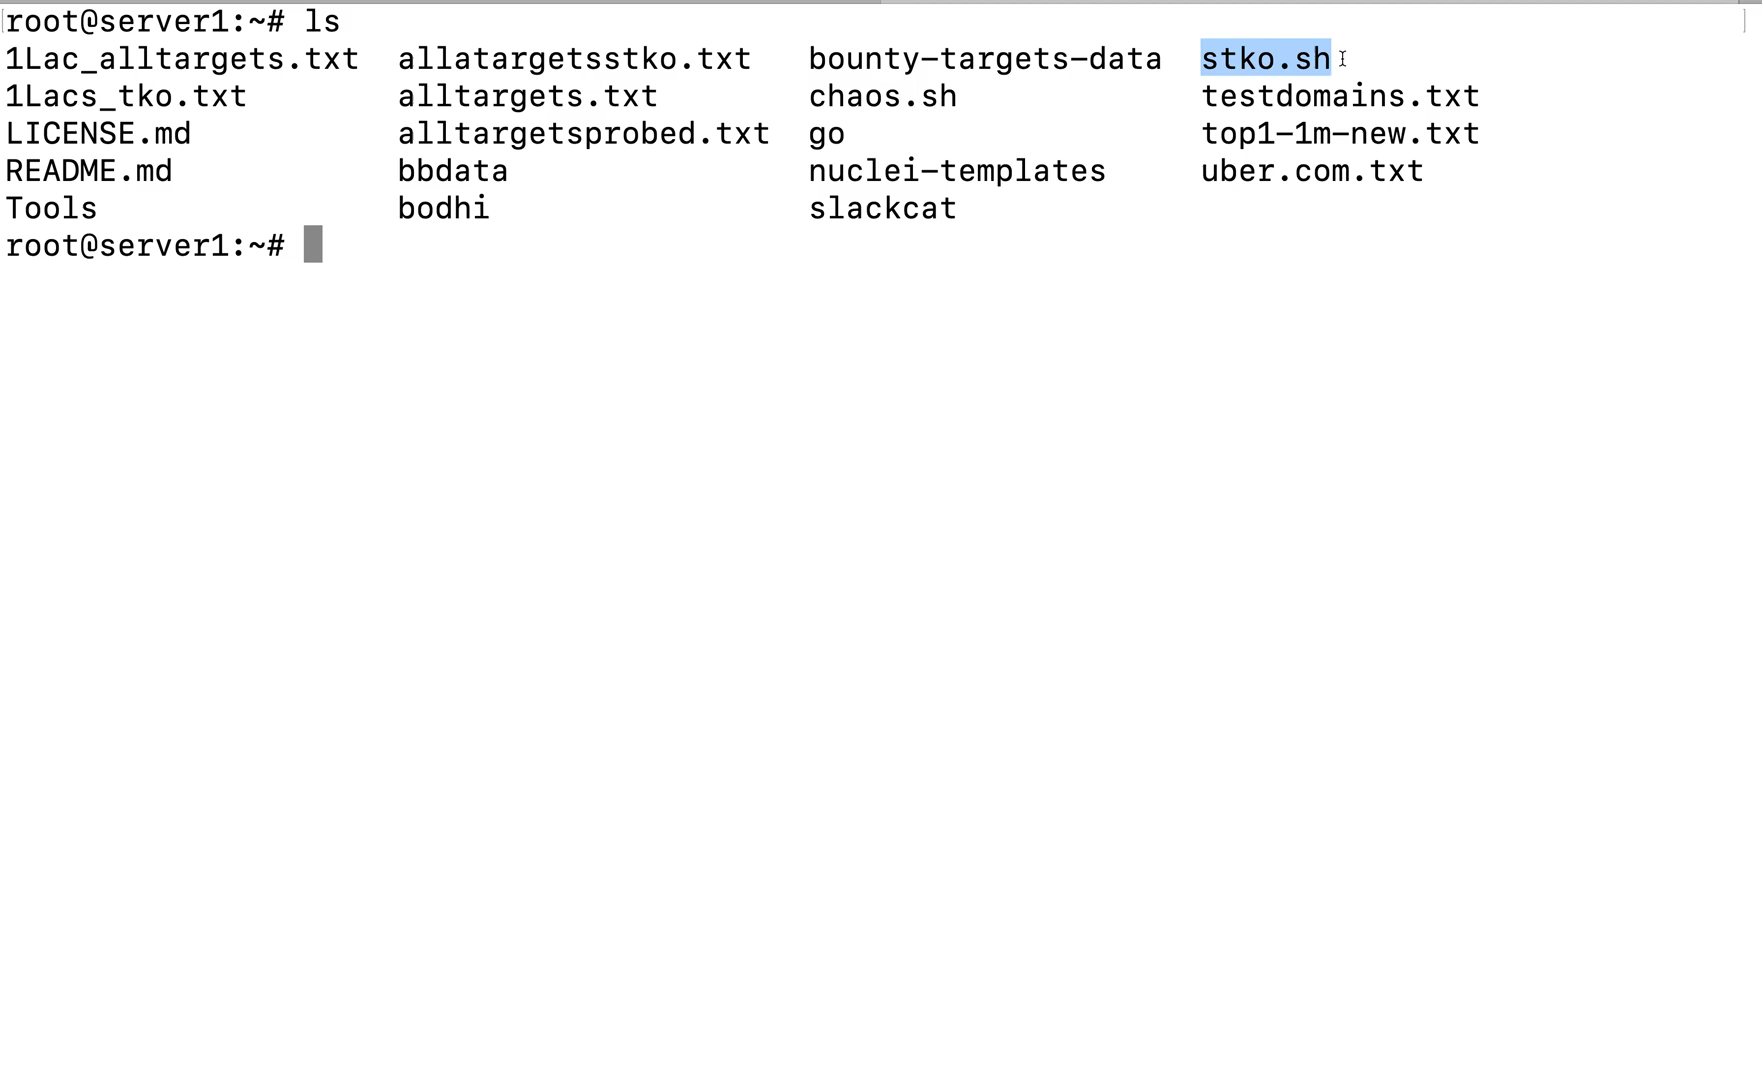 root@server1:~# ls
1Lac_alltargets.txt  allatargetsstko.txt   bounty-targets-data  stko.sh
1Lacs_tko.txt        alltargets.txt        chaos.sh             testdomains.txt
LICENSE.md           alltargetsprobed.txt  go                   top1-1m-new.txt
README.md            bbdata                nuclei-templates     uber.com.txt
Tools                bodhi                 slackcat
root@server1:~#